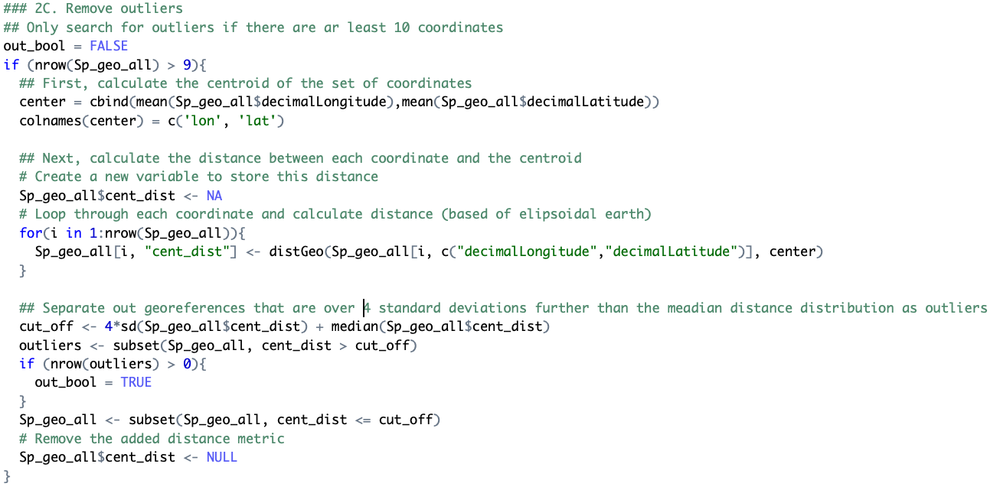 ### 2C. Remove outliers
## Only search for outliers if there are ar least 10 coordinates
out_bool = FALSE
if (nrow(Sp_geo_all) > 9){
  ## First, calculate the centroid of the set of coordinates
  center = cbind(mean(Sp_geo_all$decimalLongitude),mean(Sp_geo_all$decimalLatitude))
  colnames(center) = c('lon', 'lat')

  ## Next, calculate the distance between each coordinate and the centroid
  # Create a new variable to store this distance
  Sp_geo_all$cent_dist <- NA
  # Loop through each coordinate and calculate distance (based of elipsoidal earth)
  for(i in 1:nrow(Sp_geo_all)){
    Sp_geo_all[i, "cent_dist"] <- distGeo(Sp_geo_all[i, c("decimalLongitude","decimalLatitude")], center)
  }

  ## Separate out georeferences that are over 4 standard deviations further than the meadian distance distribution as outliers
  cut_off <- 4*sd(Sp_geo_all$cent_dist) + median(Sp_geo_all$cent_dist)
  outliers <- subset(Sp_geo_all, cent_dist > cut_off)
  if (nrow(outliers) > 0){
    out_bool = TRUE
  }
  Sp_geo_all <- subset(Sp_geo_all, cent_dist <= cut_off)
  # Remove the added distance metric
  Sp_geo_all$cent_dist <- NULL
}